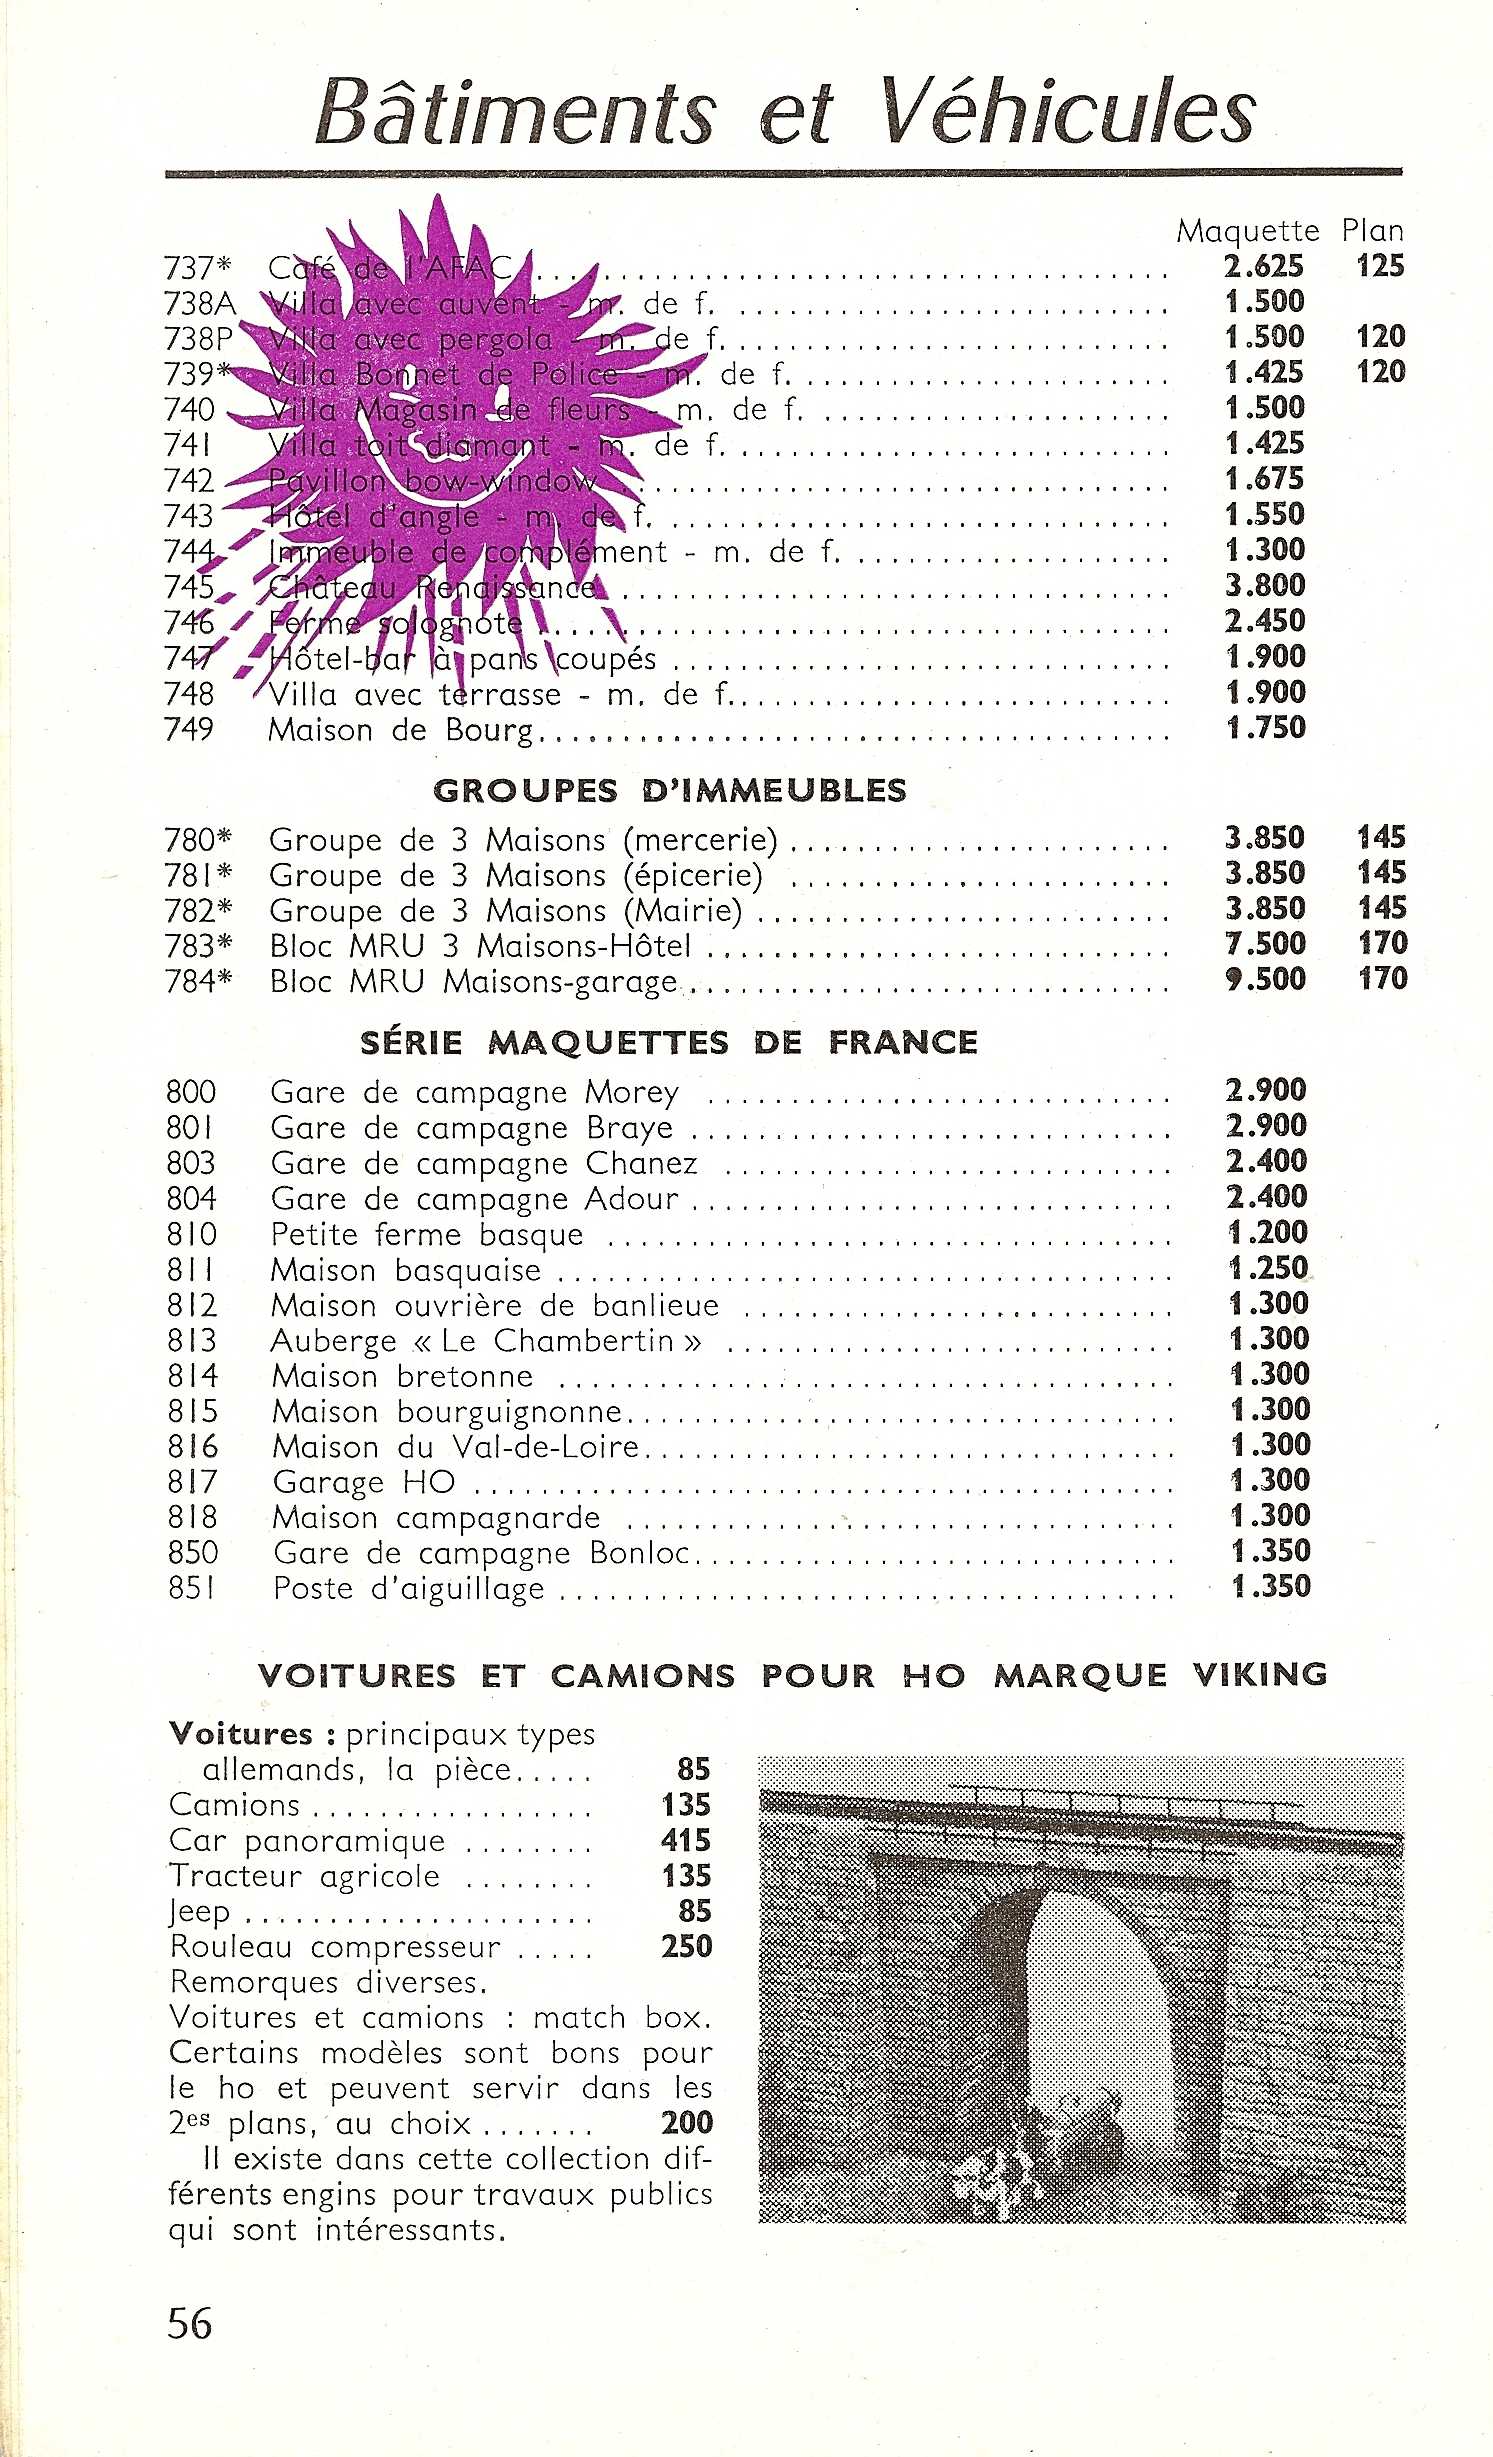 Bâtiments et Véhicules
Maquette Plan
737* Café de l'AFAC 2.625 125
738A Villa avec auvent - m. de f. 1.500
738P Villa avec pergola - m. de f. 1.500 120
739* Villa Bonnet de Police - m. de f. 1.425 120
740 Villa Magasin de fleurs - m. de f. 1.500
741 Villa toit diamant - m. de f. 1.425
742 Pavillon bow-window 1.675
743 Hôtel d'angle - m. de f. 1.550
744 Immeuble de complément - m. de f. 1.300
745 Château Renaissance 3.800
746 Ferme solognote 2.450
747 Hôtel-bar à pans coupés 1.900
748 Villa avec terrasse - m. de f. 1.900
749 Maison de Bourg 1.750
GROUPES D'IMMEUBLES
780* Groupe de 3 Maisons (mercerie) 3.850 145
781* Groupe de 3 Maisons (épicerie) 3.850 145
782* Groupe de 3 Maisons (Mairie) 3.850 145
783* Bloc MRU 3 Maisons-Hôtel 7.500 170
784* Bloc MRU Maisons-garage 9.500 170
SÉRIE MAQUETTES DE FRANCE
800 Gare de campagne Morey 2.900
801 Gare de campagne Braye 2.900
803 Gare de campagne Chanez 2.400
804 Gare de campagne Adour 2.400
810 Petite ferme basque 1.200
811 Maison basquaise 1.250
812 Maison ouvrière de banlieue 1.300
813 Auberge « Le Chambertin » 1.300
814 Maison bretonne 1.300
815 Maison bourguignonne 1.300
816 Maison du Val-de-Loire 1.300
817 Garage HO 1.300
818 Maison campagnarde 1.300
850 Gare de campagne Bonloc 1.350
851 Poste d'aiguillage 1.350
VOITURES ET CAMIONS POUR HO MARQUE VIKING
Voitures : principaux types
allemands, la pièce 85
Camions 135
Car panoramique 415
Tracteur agricole 135
Jeep 85
Rouleau compresseur 250
Remorques diverses.
Voitures et camions : match box.
Certains modèles sont bons pour
le ho et peuvent servir dans les
2es plans, au choix 200
Il existe dans cette collection dif-
férents engins pour travaux publics
qui sont intéressants.
56